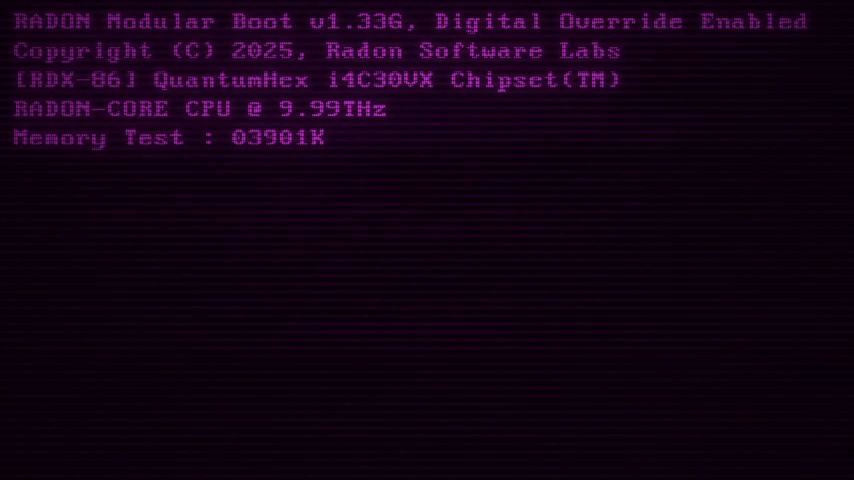 RADON Modular Boot v1.33G, Digital Override Enabled
Copyright (C) 2025, Radon Software Labs
[RDX-86] QuantumHex i4C30VX Chipset(TM)
RADON-CORE CPU @ 9.99THz
Memory Test : 03901K